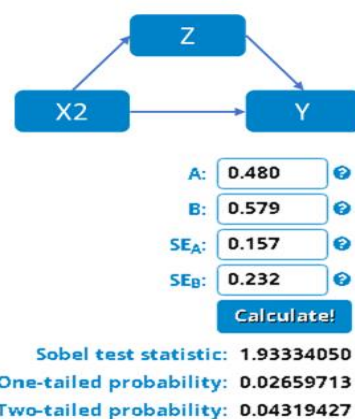 Z
X2
Y
A: 0.480 ?
B: 0.579 ?
SEA: 0.157 ?
SEB: 0.232 ?
Calculate!
Sobel test statistic: 1.93334050
One-tailed probability: 0.02659713
Two-tailed probability: 0.04319427